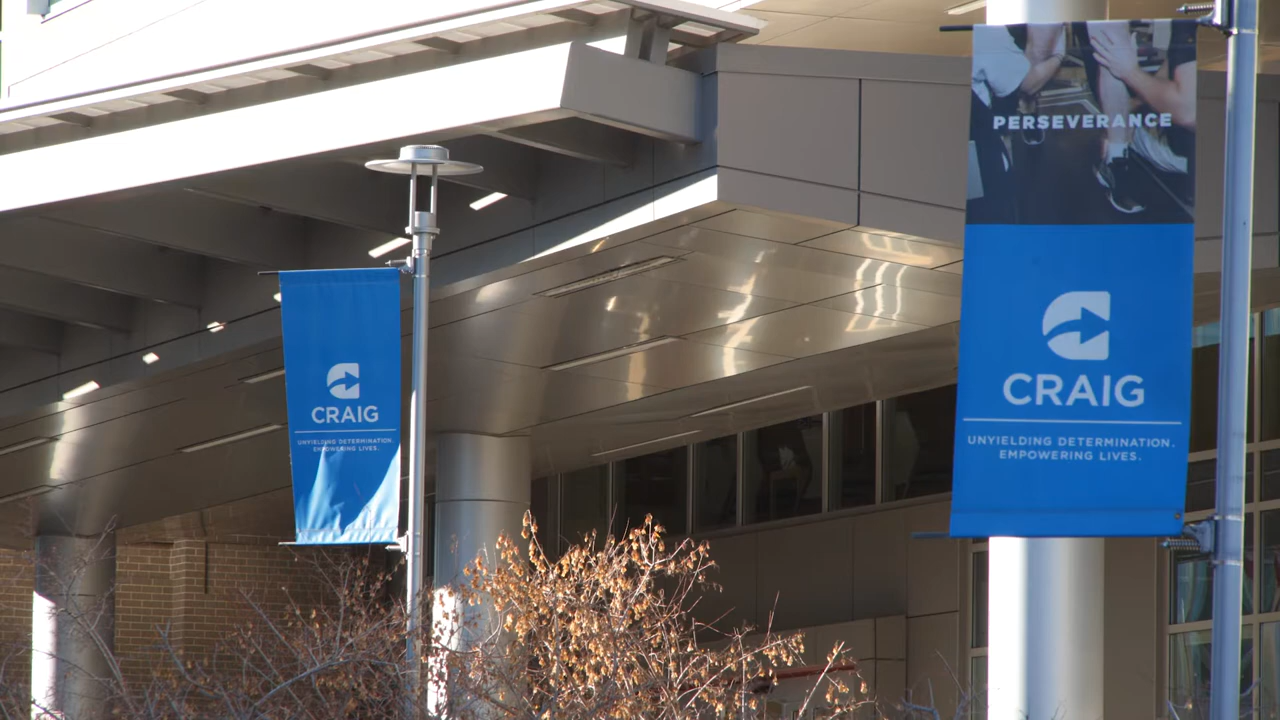 CRAIG
UNYIELDING DETERMINATION.
EMPOWERING LIVES.
PERSEVERANCE
CRAIG
UNYIELDING DETERMINATION.
EMPOWERING LIVES.